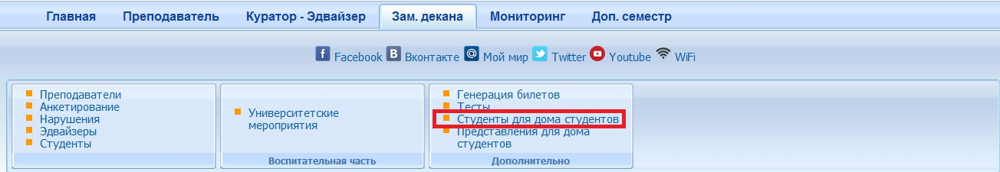 Главная Преподаватель Куратор - Эдвайзер Зам. декана Мониторинг Доп. семестр
Facebook Вконтакте Мой мир Twitter Youtube WiFi
Преподаватели
Анкетирование
Нарушения
Эдвайзеры
Студенты
Университетские
мероприятия
Воспитательная часть
Генерация билетов
Тесты
Студенты для дома студентов
Представления для дома
студентов
Дополнительно